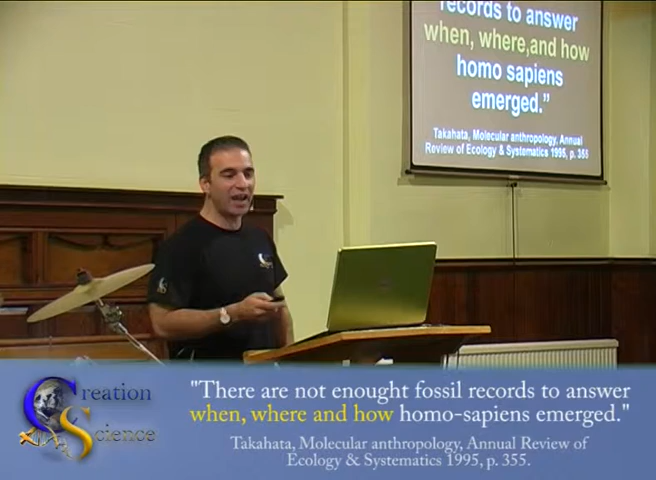 records to answer
when, where,and how
homo sapiens
emerged."
Takahata, Molecular anthropology, Annual
Review of Ecology & Systematics 1995, p. 355
Creation
Science
"There are not enought fossil records to answer
when, where and how homo-sapiens emerged."
Takahata, Molecular anthropology, Annual Review of
Ecology & Systematics 1995, p. 355.